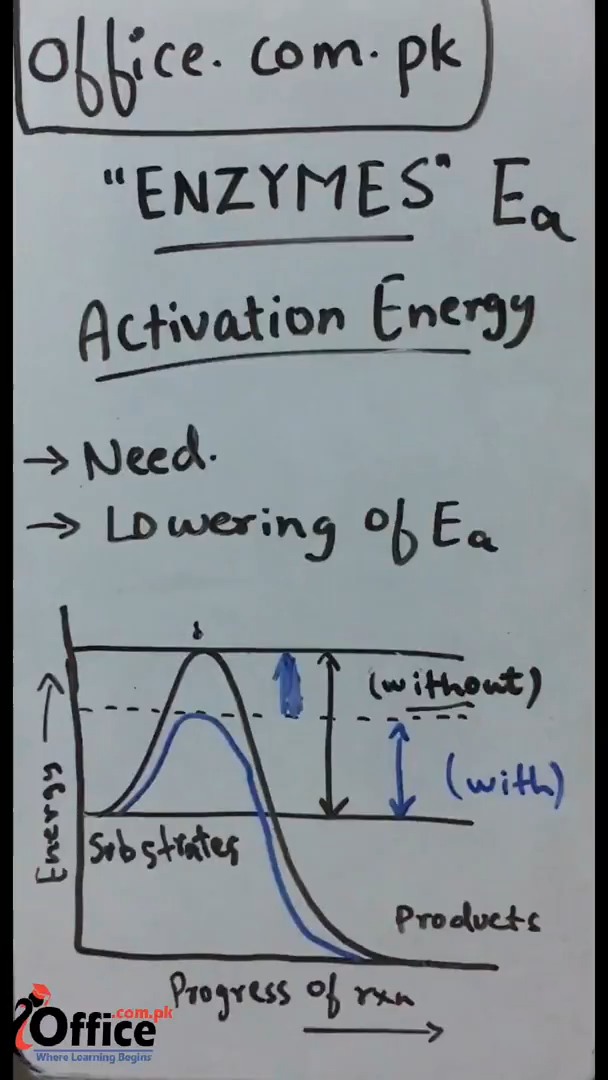 Office.com.pk
"ENZYMES" Ea
Activation Energy
→ Need.
→ Lowering of Ea
(without)
(with)
Energy →
Substrates
Products
Progress of rxn
Office.com.pk
Where Learning Begins